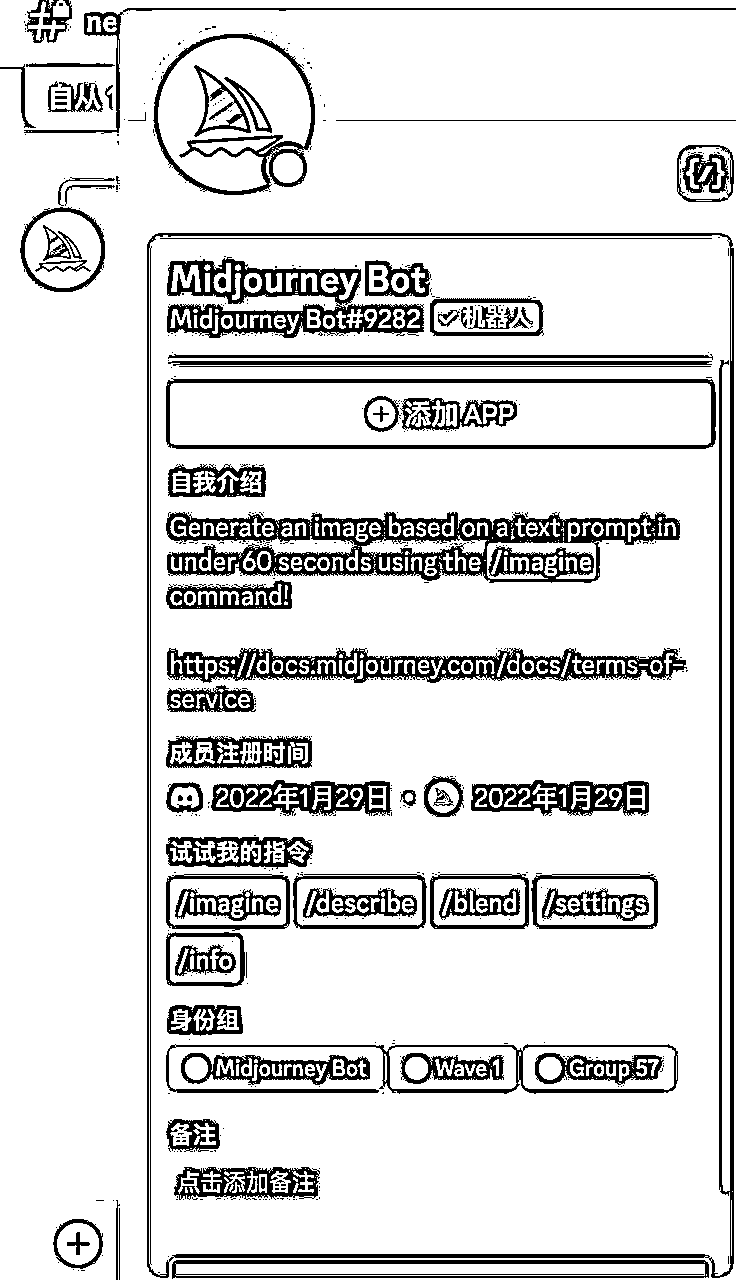 ne
自从1
Midjourney Bot
Midjourney Bot#9282 机器人
添加 APP
自我介绍
Generate an image based on a text prompt in
under 60 seconds using the /imagine
command!
https://docs.midjourney.com/docs/terms-of-
service
成员注册时间
2022年1月29日 2022年1月29日
试试我的指令
/imagine /describe /blend /settings
/info
身份组
Midjourney Bot Wave 1 Group 57
备注
点击添加备注